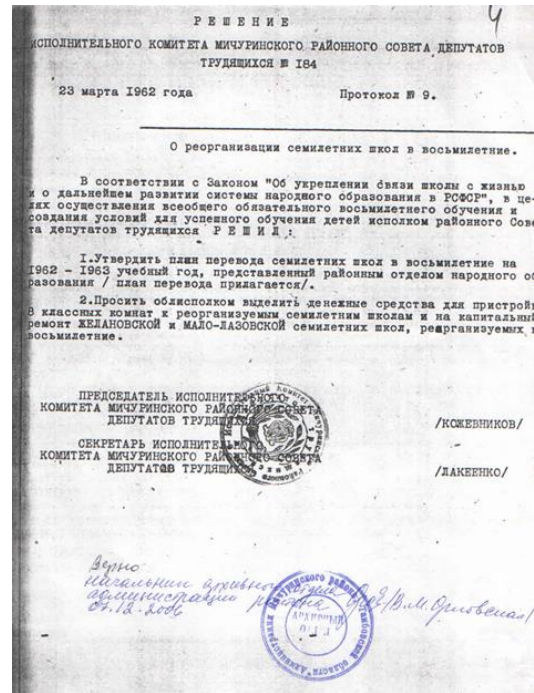 4
РЕШЕНИЕ
ИСПОЛНИТЕЛЬНОГО КОМИТЕТА МИЧУРИНСКОГО РАЙОННОГО СОВЕТА ДЕПУТАТОВ
ТРУДЯЩИХСЯ № 184
23 марта 1962 года Протокол № 9.
О реорганизации семилетних школ в восьмилетние.
В соответствии с Законом "Об укреплении связи школы с жизнью
и о дальнейшем развитии системы народного образования в РСФСР", в це-
лях осуществления всеобщего обязательного восьмилетнего обучения и
создания условий для успешного обучения детей исполком районного Сове
та депутатов трудящихся РЕШИЛ:
1.Утвердить план перевода семилетних школ в восьмилетние на
1962 - 1963 учебный год, представленный районным отделом народного об
разования / план перевода прилагается/.
2.Просить облисполком выделить денежные средства для пристройки
8 классных комнат к реорганизуемым семилетним школам и на капитальный
ремонт ЖЕЛАНОВСКОЙ и МАЛО-ЛАЗОВСКОЙ семилетних школ, реарганизуемых в
восьмилетние.
ПРЕДСЕДАТЕЛЬ ИСПОЛНИТЕЛЬНОГО
КОМИТЕТА МИЧУРИНСКОГО РАЙОННОГО СОВЕТА
ДЕПУТАТОВ ТРУДЯЩИХСЯ /КОЖЕВНИКОВ/
СЕКРЕТАРЬ ИСПОЛНИТЕЛЬНОГО
КОМИТЕТА МИЧУРИНСКОГО РАЙОННОГО СОВЕТА
ДЕПУТАТОВ ТРУДЯЩИХСЯ /ЛАКЕЕНКО/
Верно
начальник архивного отдела /В.М. Орловская/
администрации района
07.12.2006
АРХИВНЫЙ
ОТДЕЛ